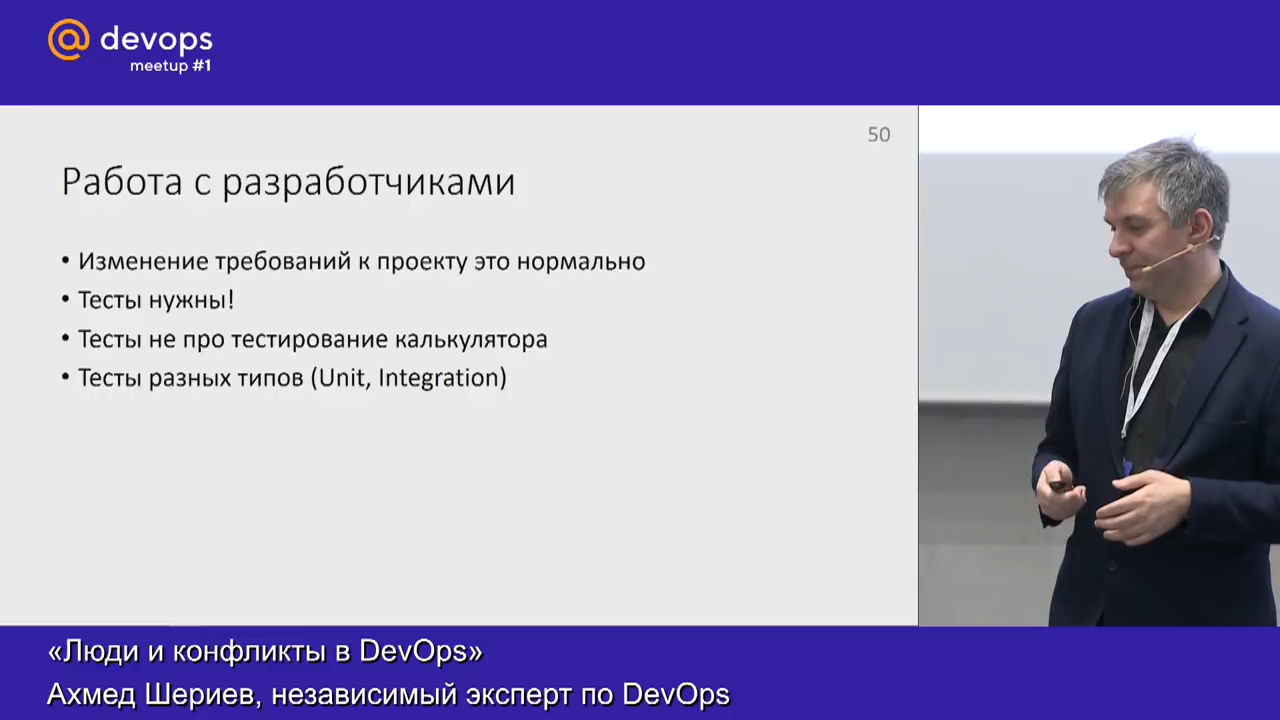 @ devops
meetup #1
50
Работа с разработчиками
• Изменение требований к проекту это нормально
• Тесты нужны!
• Тесты не про тестирование калькулятора
• Тесты разных типов (Unit, Integration)
«Люди и конфликты в DevOps»
Ахмед Шериев, независимый эксперт по DevOps